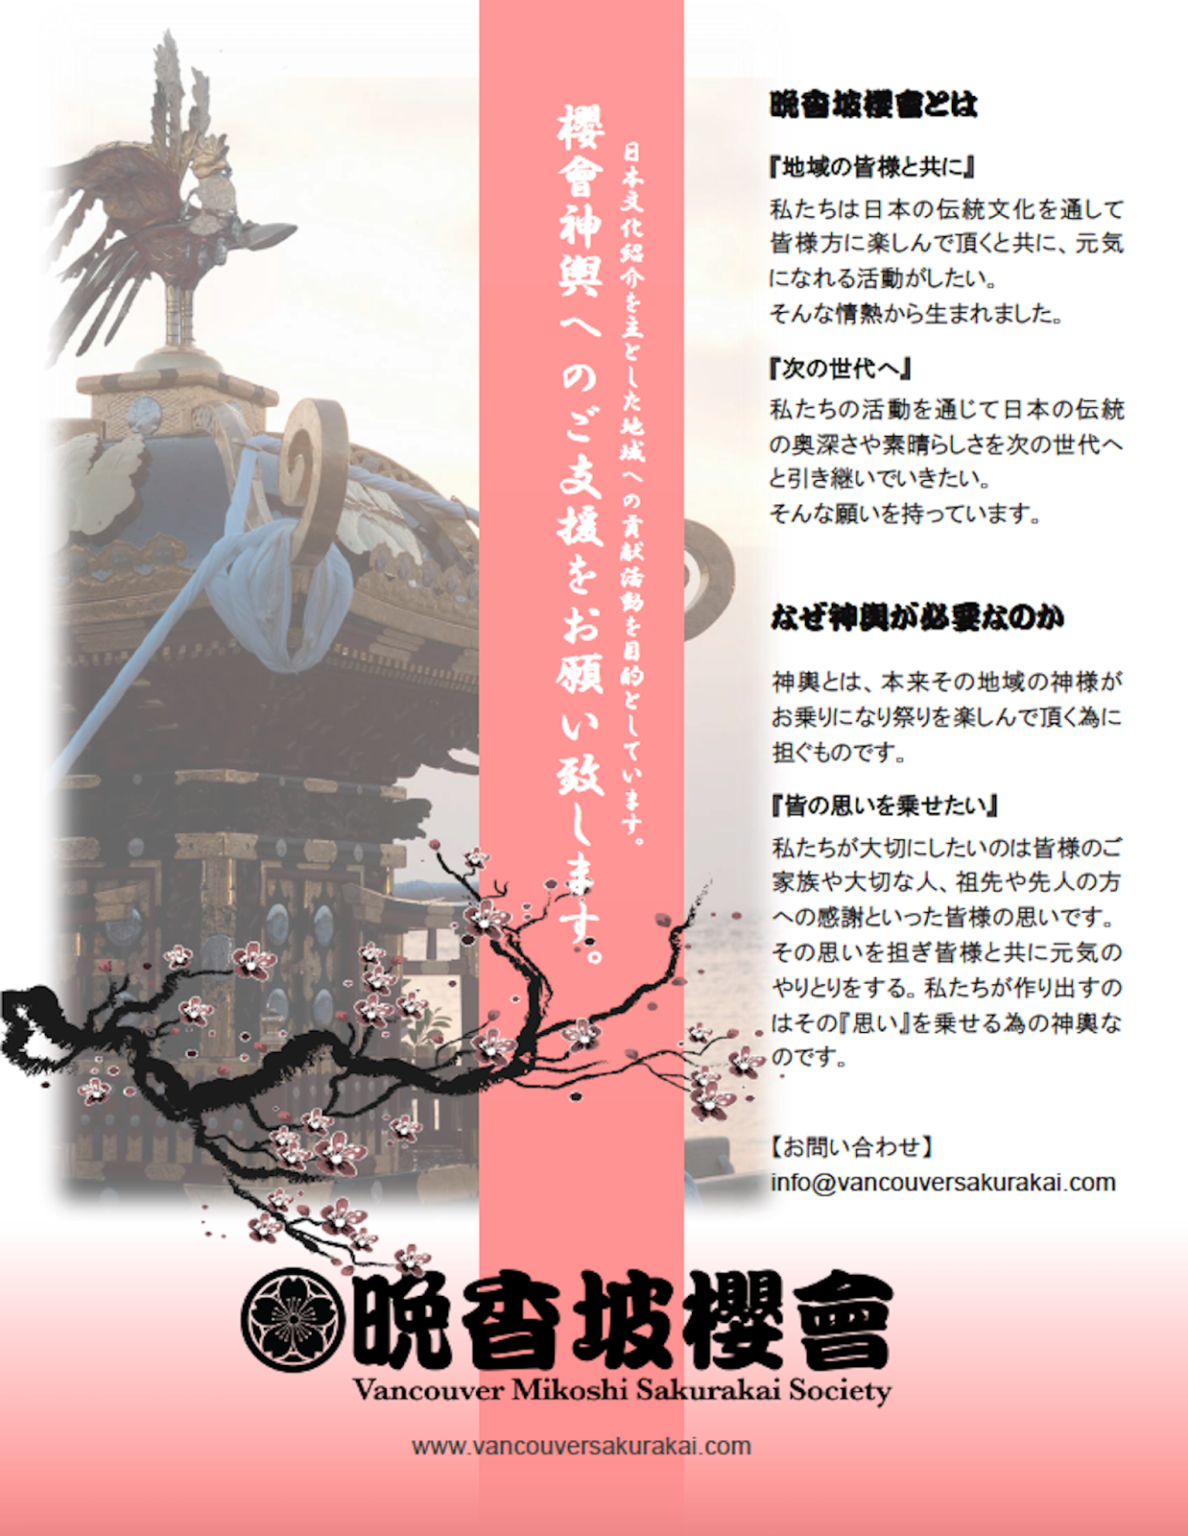 日本文化紹介を主とした地域への貢献活動を目的としています。
櫻會神輿へのご支援をお願い致します。
晩香坡櫻會とは
『地域の皆様と共に』
私たちは日本の伝統文化を通して
皆様方に楽しんで頂くと共に、元気
になれる活動がしたい。
そんな情熱から生まれました。
『次の世代へ』
私たちの活動を通じて日本の伝統
の奥深さや素晴らしさを次の世代へ
と引き継いでいきたい。
そんな願いを持っています。
なぜ神輿が必要なのか
神輿とは、本来その地域の神様が
お乗りになり祭りを楽しんで頂く為に
担ぐものです。
『皆の思いを乗せたい』
私たちが大切にしたいのは皆様のご
家族や大切な人、祖先や先人の方
への感謝といった皆様の思いです。
その思いを担ぎ皆様と共に元気の
やりとりをする。私たちが作り出すの
はその『思い』を乗せる為の神輿な
のです。
【お問い合わせ】
info@vancouversakurakai.com
晩香坡櫻會
Vancouver Mikoshi Sakurakai Society
www.vancouversakurakai.com